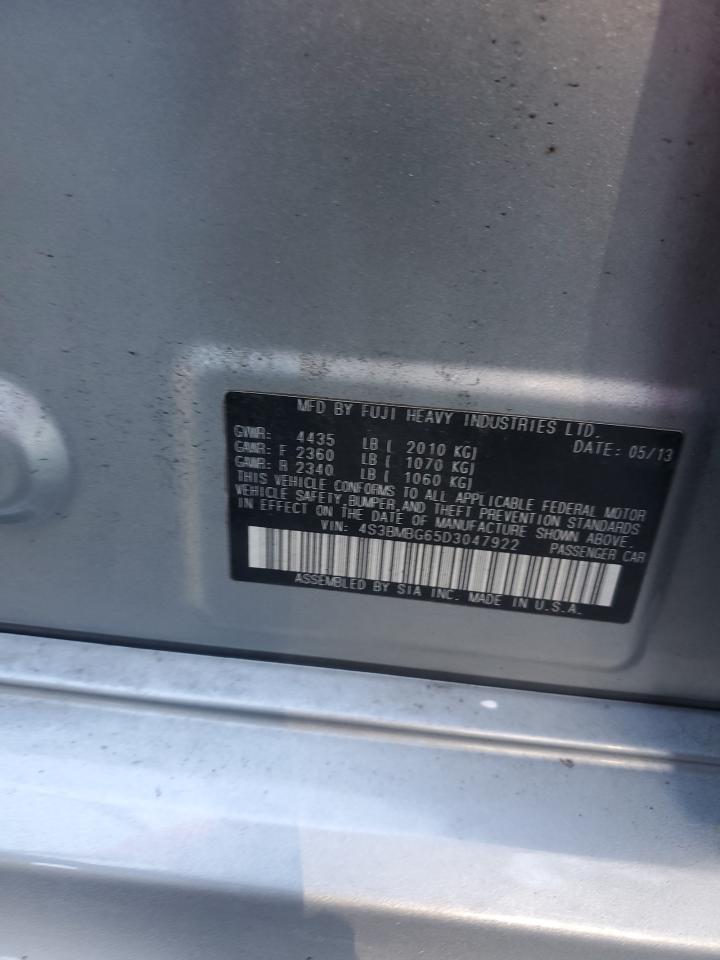 MFD BY FUJI HEAVY INDUSTRIES LTD.
GVWR: 4435 LB ( 2010 KG) DATE: 05/13
GAWR: F 2360 LB ( 1070 KG)
GAWR: R 2340 LB ( 1060 KG)
THIS VEHICLE CONFORMS TO ALL APPLICABLE FEDERAL MOTOR
VEHICLE SAFETY, BUMPER, AND THEFT PREVENTION STANDARDS
IN EFFECT ON THE DATE OF MANUFACTURE SHOWN ABOVE.
VIN: 4S3BMBG65D3047922 PASSENGER CAR
ASSEMBLED BY SIA INC. MADE IN U.S.A.